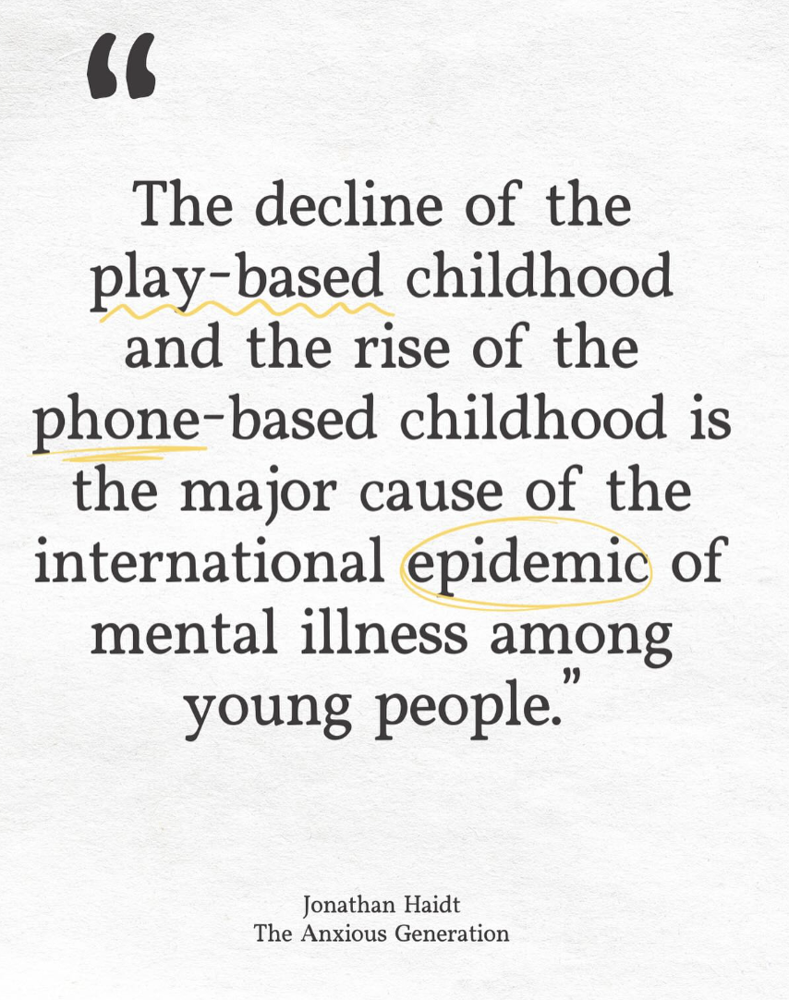 “
The decline of the
play-based childhood
and the rise of the
phone-based childhood is
the major cause of the
international epidemic of
mental illness among
young people.”
Jonathan Haidt
The Anxious Generation